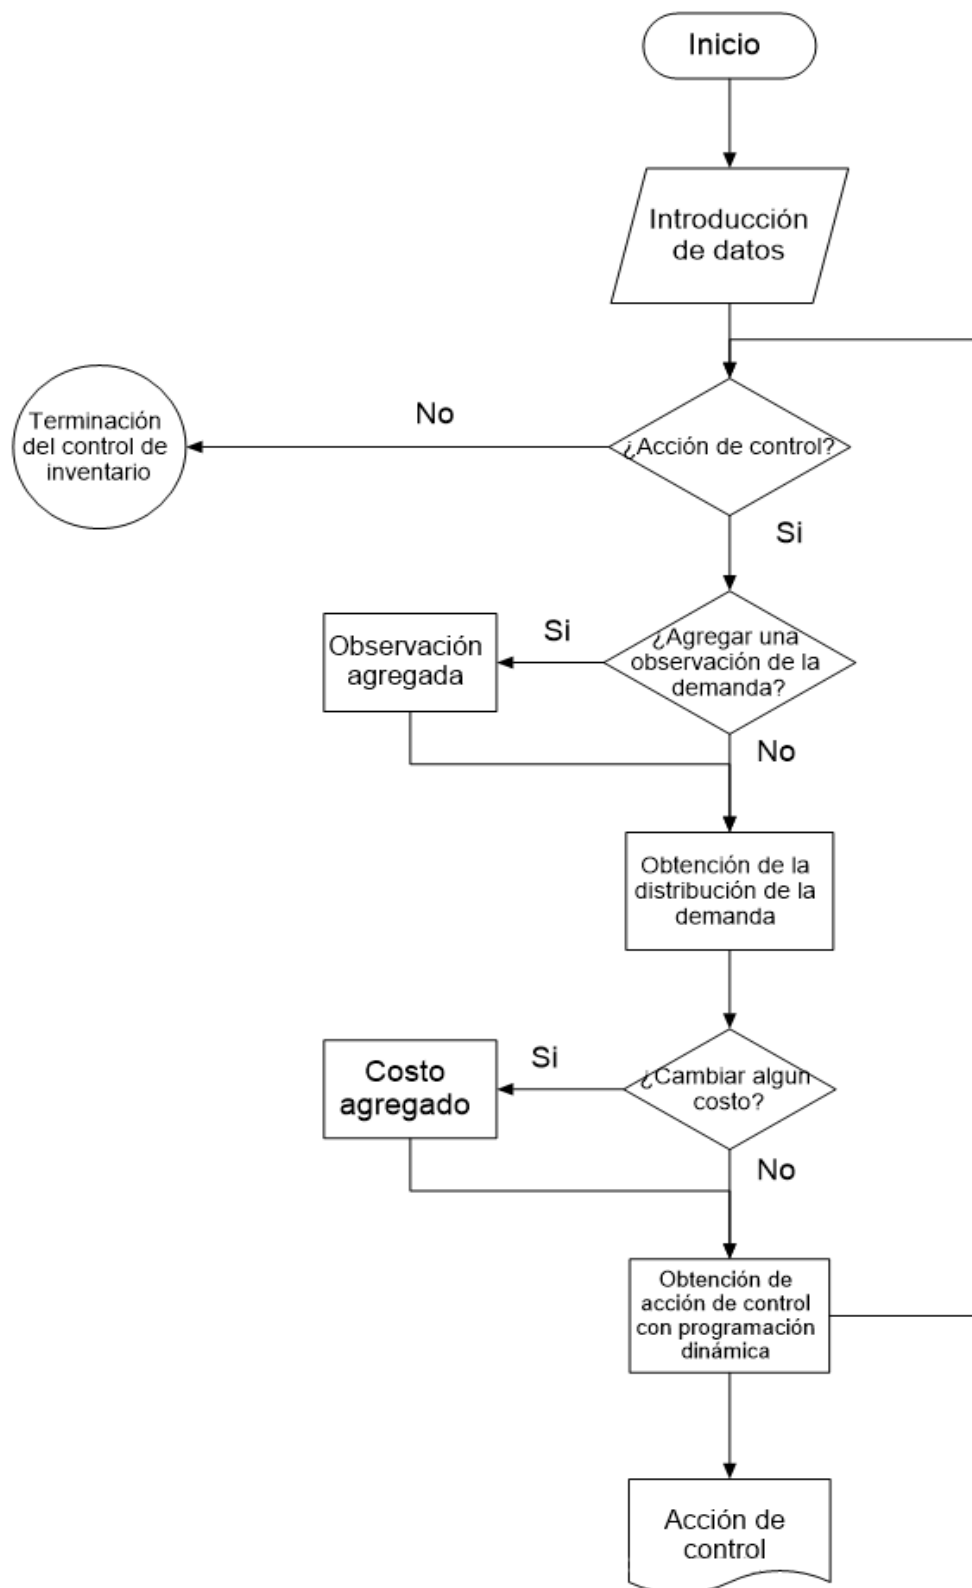 Inicio
Introducción
de datos
No
Terminación
del control de
inventario
¿Acción de control?
Si
Si
¿Agregar una
observación de la
demanda?
Observación
agregada
No
Obtención de la
distribución de la
demanda
Si
¿Cambiar algun
costo?
Costo
agregado
No
Obtención de
acción de control
con programación
dinámica
Acción de
control